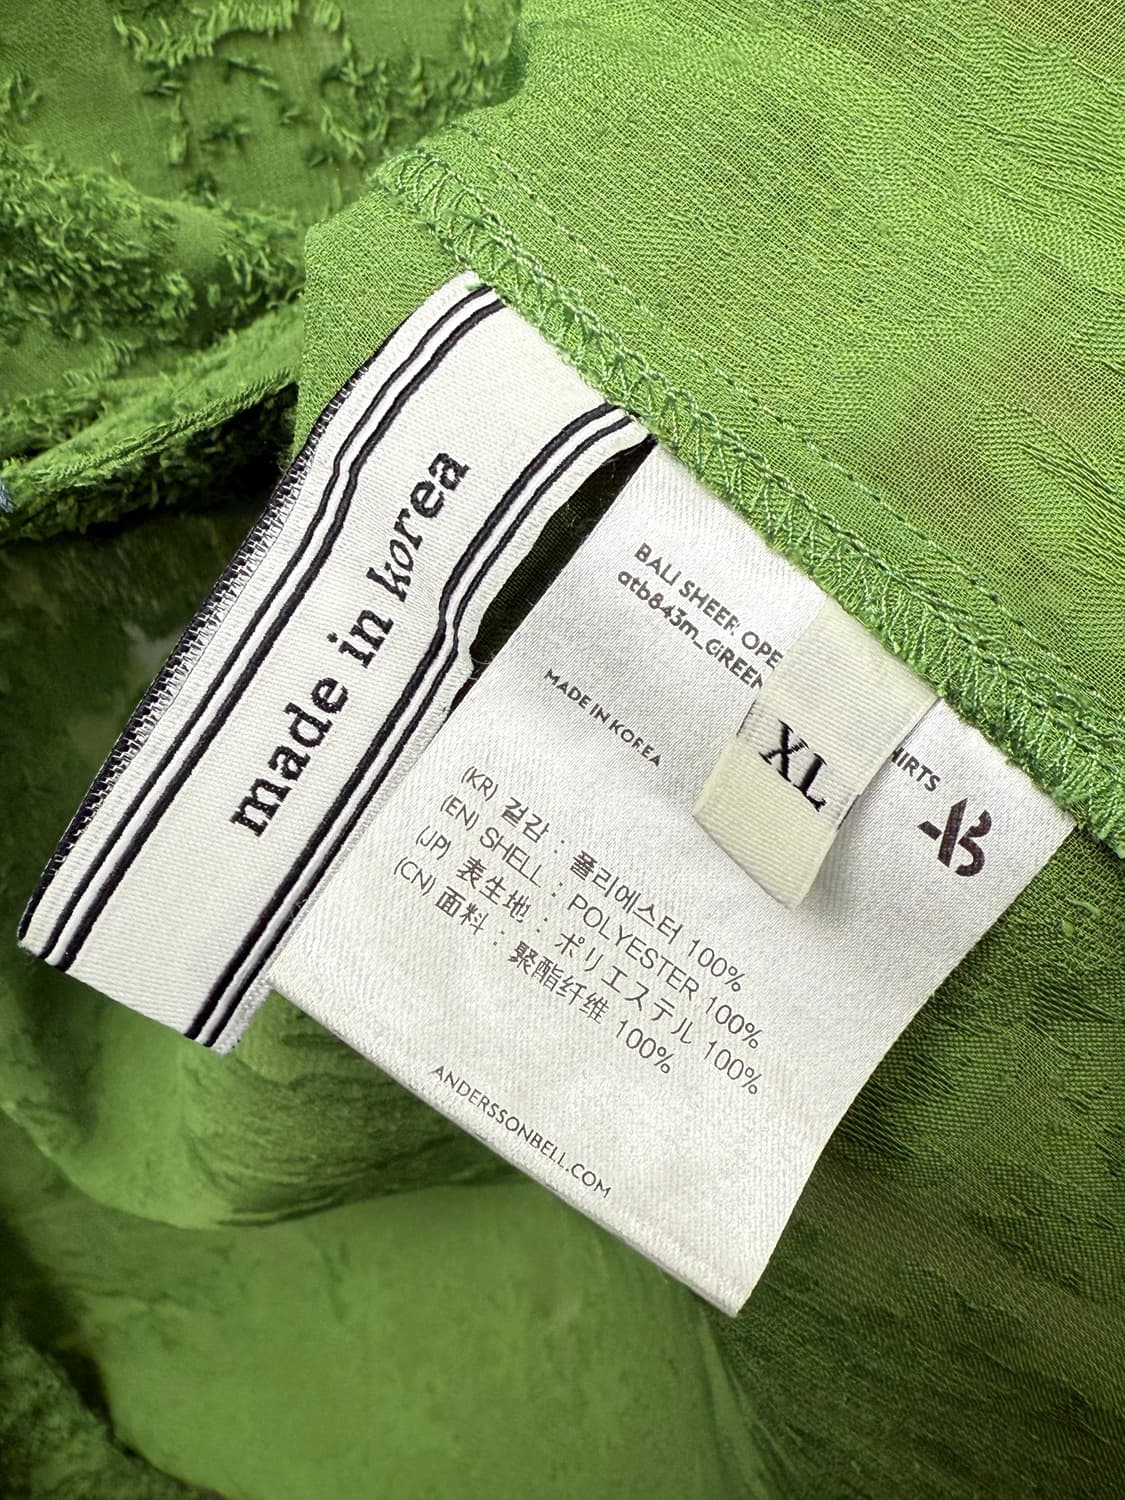 made in korea
BALI SHEER OPE
HIRTS
atb843m_GREEN
MADE IN KOREA
XL
(KR) 겉감 : 폴리에스터 100%
(EN) SHELL : POLYESTER 100%
(JP) 表生地 : ポリエステル 100%
(CN) 面料 : 聚酯纤维 100%
ANDERSSONBELL.COM